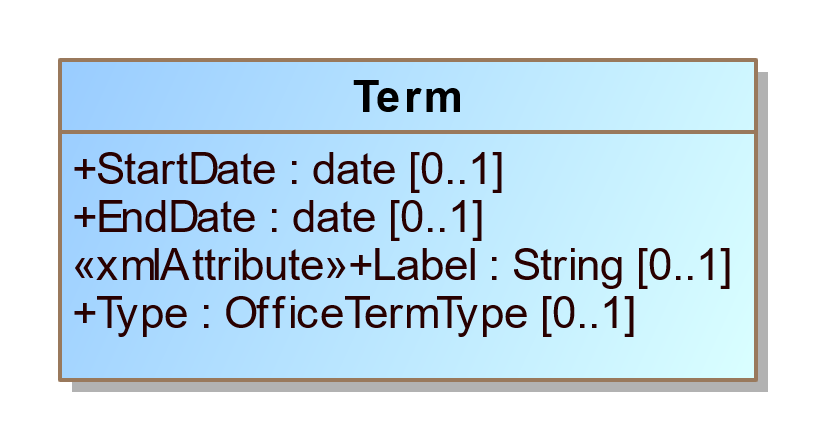 Term
+StartDate : date [0..1]
+EndDate : date [0..1]
«xmlAttribute»+Label : String [0..1]
+Type : OfficeTermType [0..1]